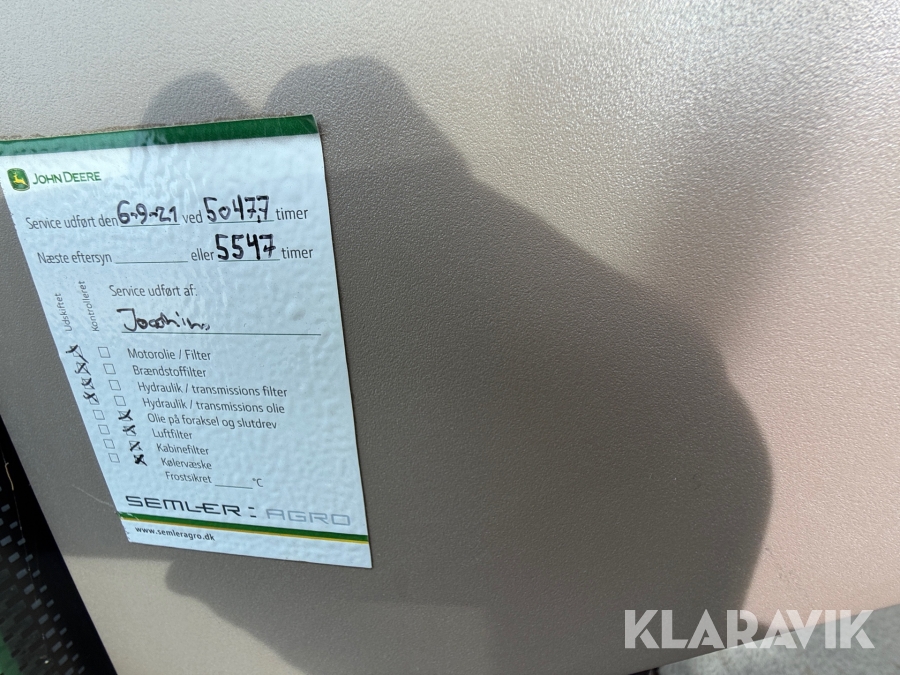 JOHN DEERE
Service udført den 6-9-21 ved 5047,7 timer
Næste eftersyn eller 5547 timer
Service udført af:
Joachim
Udskiftet
Kontrolleret
Motorolie / Filter
Brændstoffilter
Hydraulik / transmissions filter
Hydraulik / transmissions olie
Olie på foraksel og slutdrev
Luftfilter
Kabinefilter
Kølervæske
Frostsikret °C
SEMLER : AGRO
www.semleragro.dk
KLARAVIK